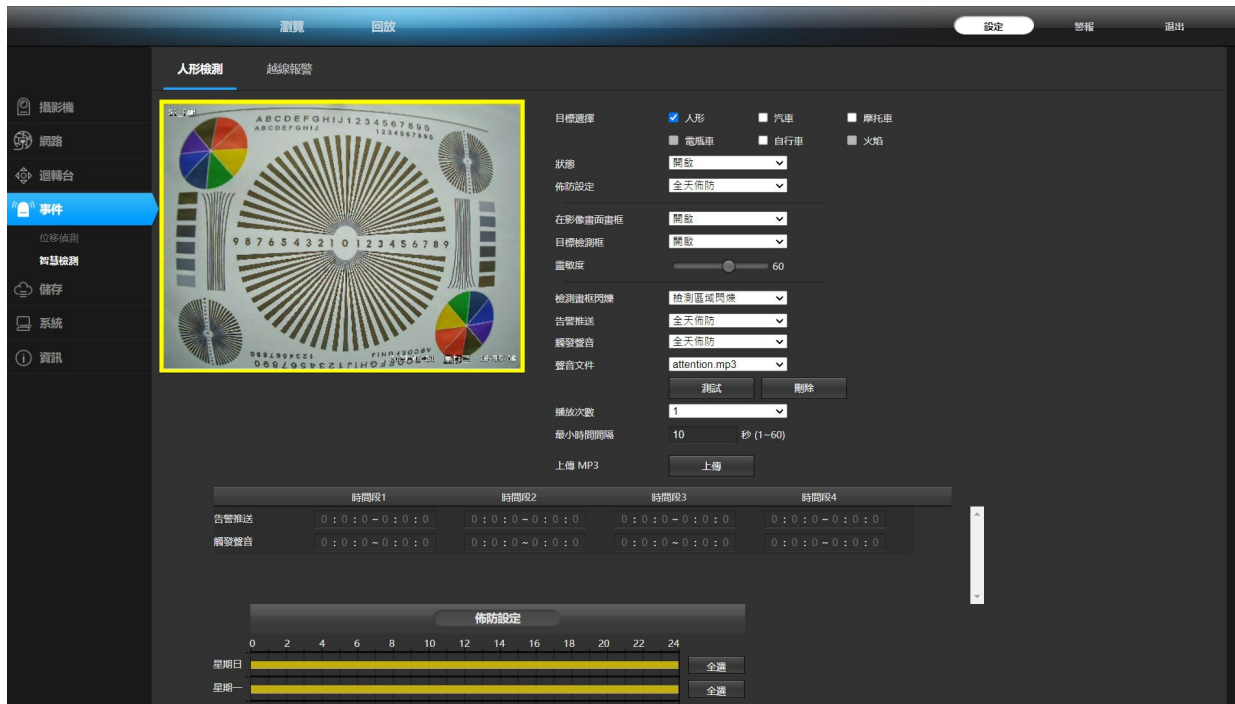 瀏覽 回放 設定 警報 退出
人形檢測 越線報警
攝影機
網路
迴轉台
事件
位移偵測
智慧檢測
儲存
系統
資訊
ABCDEFGHIJ1234567890
ABCDEFGHIJ 1234567890
9 8 7 6 5 4 3 2 1 0 1 2 3 4 5 6 7 8 9
目標選擇 人形 汽車 摩托車
電瓶車 自行車 火焰
狀態 開啟
佈防設定 全天佈防
在影像畫面畫框 開啟
目標檢測框 開啟
靈敏度 60
檢測畫框閃爍 檢測區域閃爍
告警推送 全天佈防
觸發聲音 全天佈防
聲音文件 attention.mp3
測試 刪除
播放次數 1
最小時間間隔 10 秒 (1~60)
上傳 MP3 上傳
時間段1 時間段2 時間段3 時間段4
告警推送 0:0:0~0:0:0 0:0:0~0:0:0 0:0:0~0:0:0 0:0:0~0:0:0
觸發聲音 0:0:0~0:0:0 0:0:0~0:0:0 0:0:0~0:0:0 0:0:0~0:0:0
佈防設定
0 2 4 6 8 10 12 14 16 18 20 22 24
星期日 全選
星期一 全選